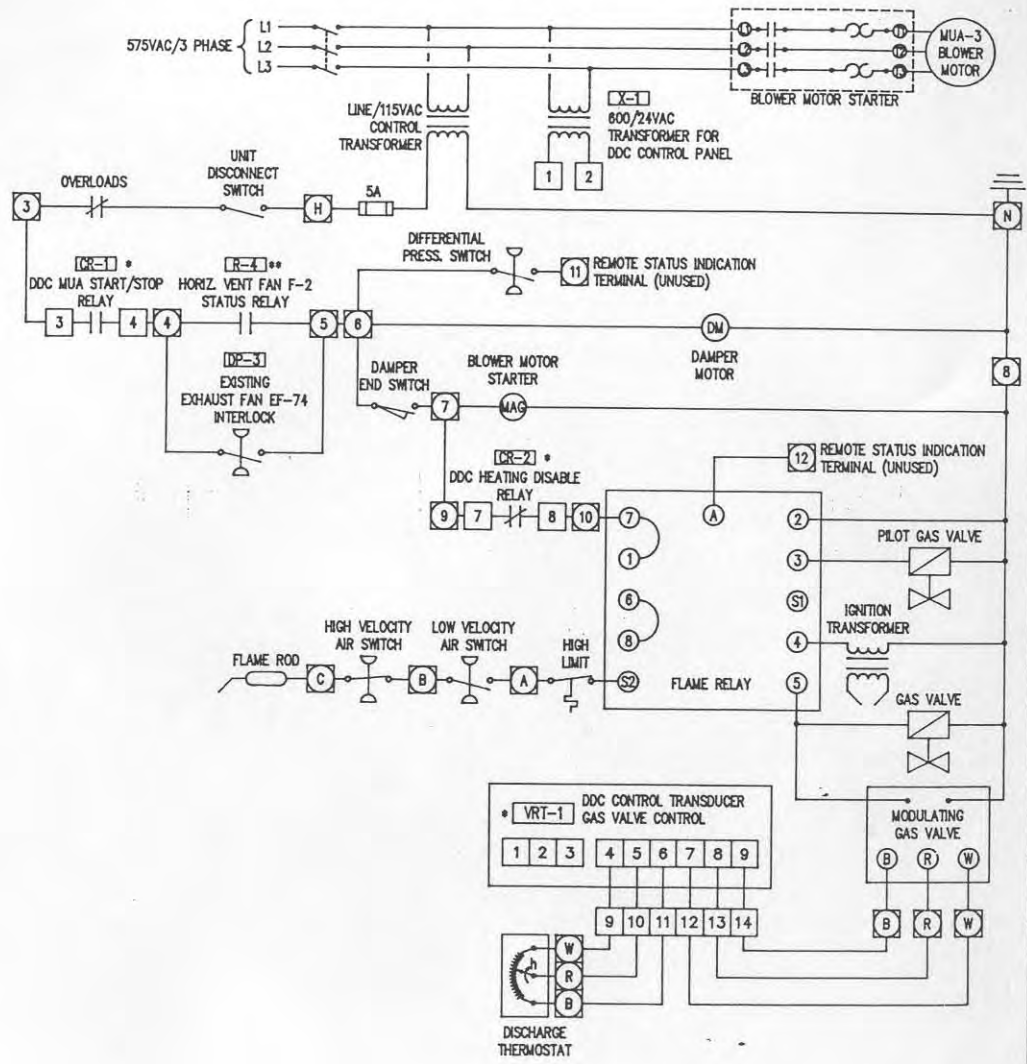 L1
575VAC/3 PHASE
L2
L3
L1
L2
L3
T1
T2
T3
MUA-3
BLOWER
MOTOR
BLOWER MOTOR STARTER
LINE/115VAC
CONTROL
TRANSFORMER
X-1
600/24VAC
TRANSFORMER FOR
DDC CONTROL PANEL
1 2
OVERLOADS
UNIT
DISCONNECT
SWITCH
5A
3
H
N
DIFFERENTIAL
PRESS. SWITCH
11
REMOTE STATUS INDICATION
TERMINAL (UNUSED)
CR-1 *
DDC MUA START/STOP
RELAY
R-4 **
HORIZ. VENT FAN F-2
STATUS RELAY
3 4 4 5 6
DM
DAMPER
MOTOR
8
DP-3
EXISTING
EXHAUST FAN EF-74
INTERLOCK
DAMPER
END SWITCH
BLOWER MOTOR
STARTER
7
MAG
CR-2 *
DDC HEATING DISABLE
RELAY
9 7 8 10
12
REMOTE STATUS INDICATION
TERMINAL (UNUSED)
7
A
2
1
3
PILOT GAS VALVE
6
S1
8
4
IGNITION
TRANSFORMER
S2
FLAME RELAY
5
GAS VALVE
FLAME ROD
HIGH VELOCITY
AIR SWITCH
LOW VELOCITY
AIR SWITCH
HIGH
LIMIT
C B A
* VRT-1
DDC CONTROL TRANSDUCER
GAS VALVE CONTROL
1 2 3 4 5 6 7 8 9
MODULATING
GAS VALVE
B R W
9 10 11 12 13 14
B R W
W
R
B
DISCHARGE
THERMOSTAT